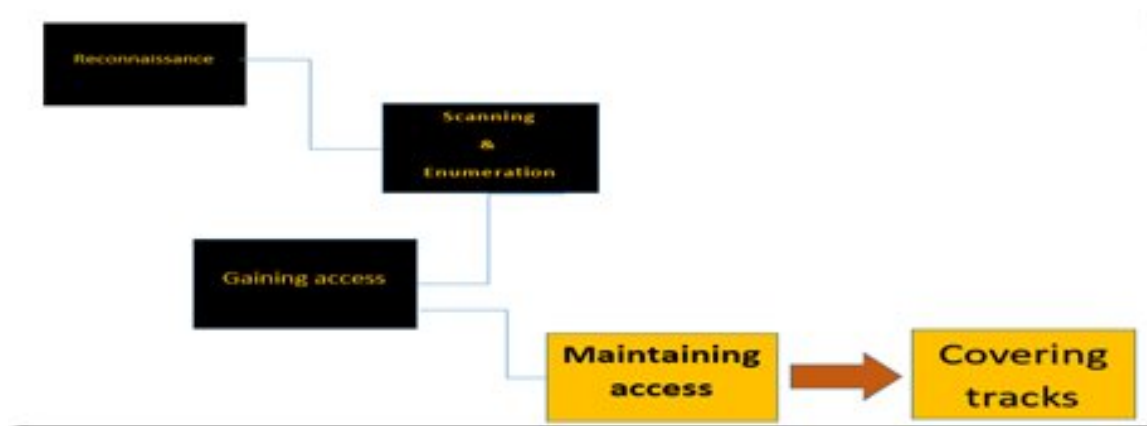 Reconnaissance
Scanning
&
Enumeration
Gaining access
Maintaining
access
Covering
tracks